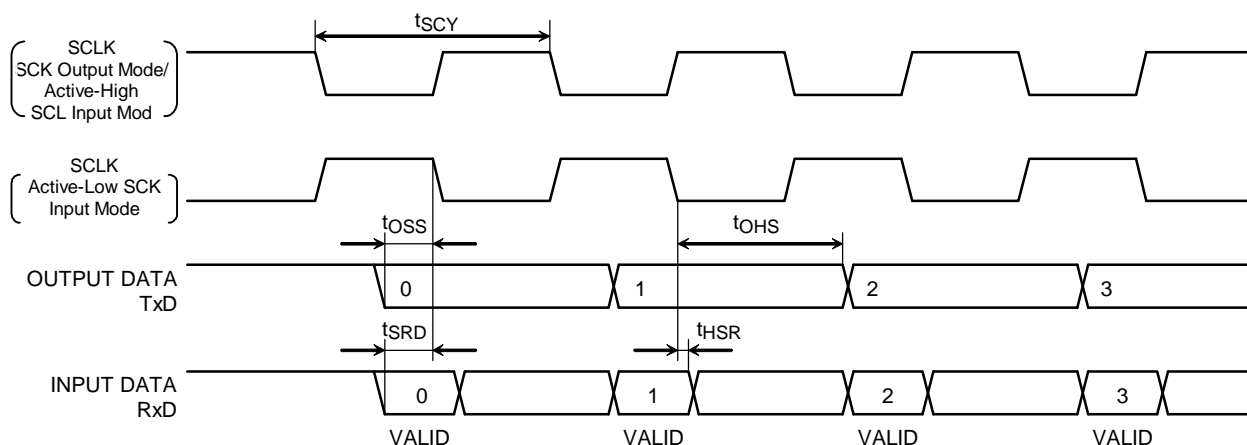 tSCY
SCLK
SCK Output Mode/
Active-High
SCL Input Mod
SCLK
Active-Low SCK
Input Mode
tOSS
tOHS
OUTPUT DATA
TxD
0
1
2
3
tSRD
tHSR
INPUT DATA
RxD
0
1
2
3
VALID
VALID
VALID
VALID